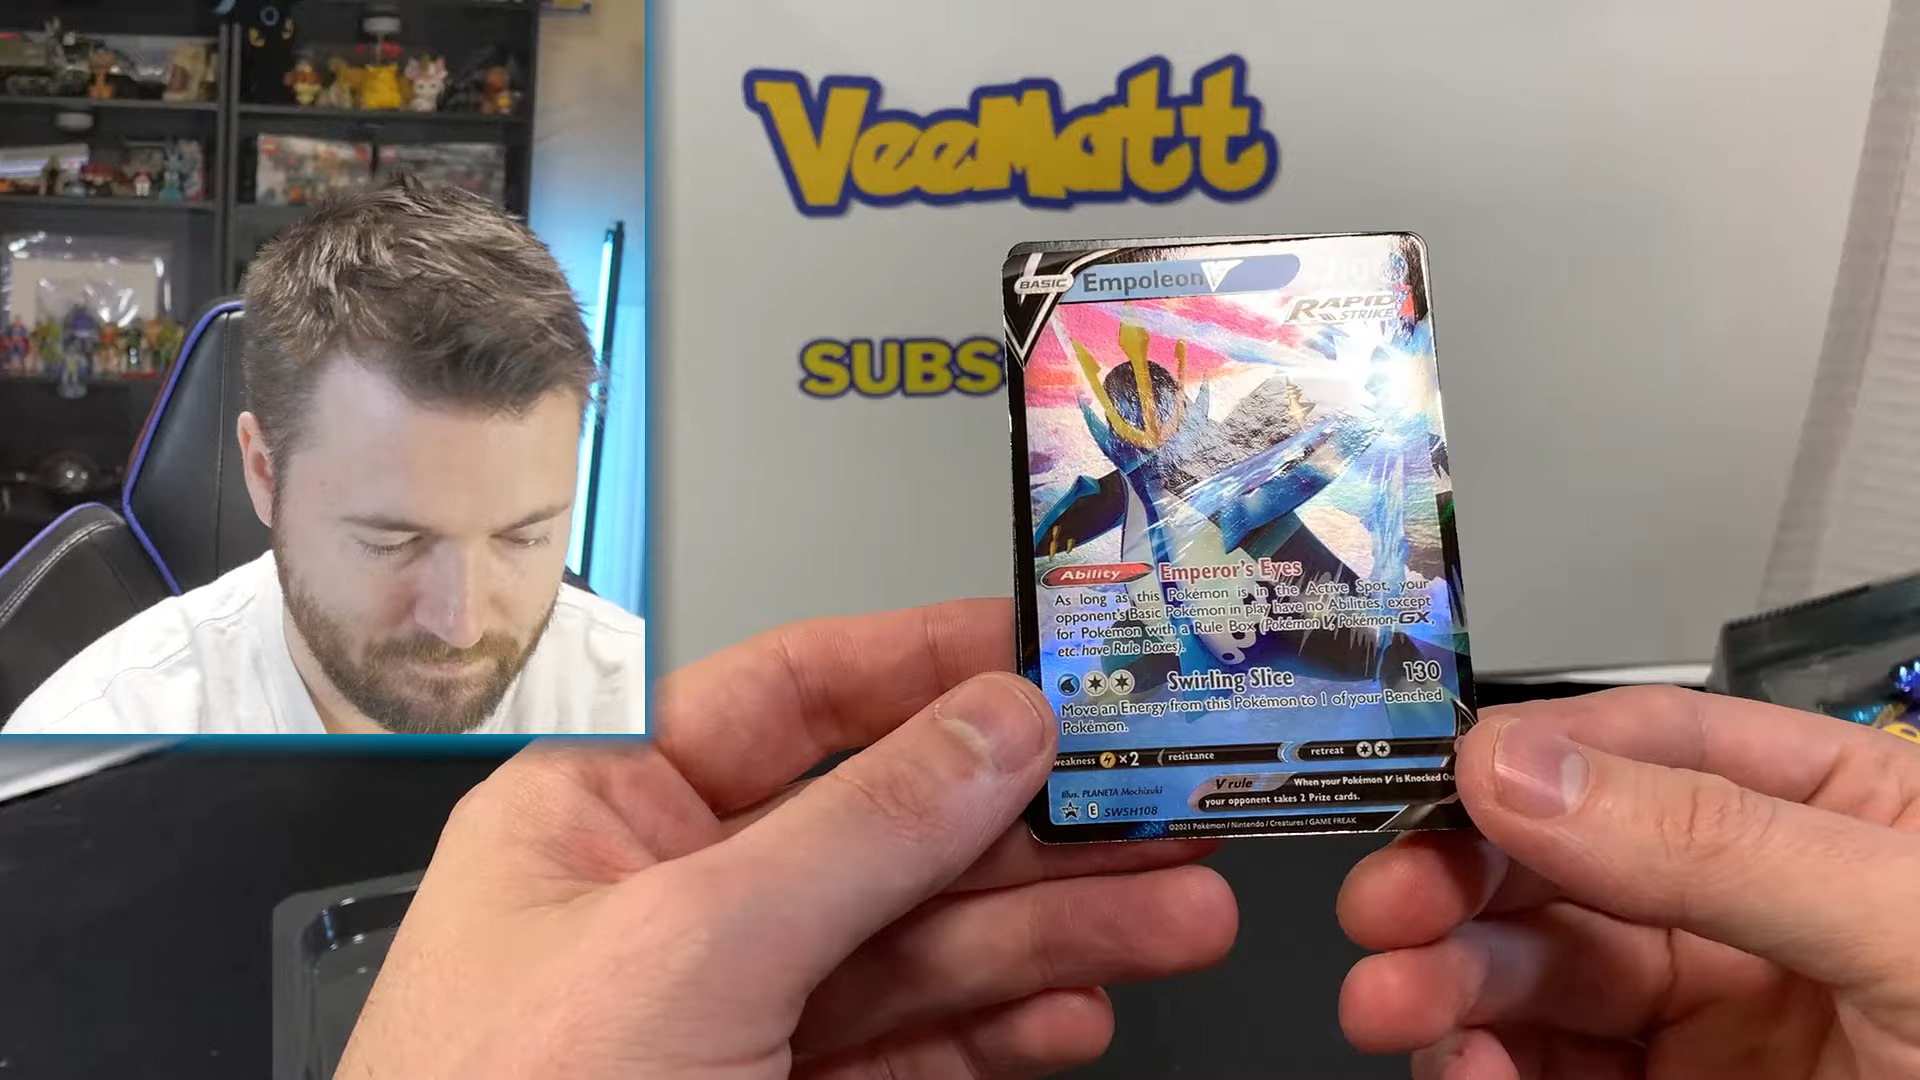 VeeMatt
SUBS
BASIC
Empoleon V
RAPID
STRIKE
Ability
Emperor's Eyes
As long as this Pokémon is in the Active Spot, your
opponent's Basic Pokémon in play have no Abilities, except
for Pokémon with a Rule Box (Pokémon V, Pokémon-GX,
etc. have Rule Boxes).
Swirling Slice 130
Move an Energy from this Pokémon to 1 of your Benched
Pokémon.
weakness ×2 resistance retreat
V rule When your Pokémon V is Knocked Ou
your opponent takes 2 Prize cards.
Illus. PLANETA Mochizuki
E SWSH108
©2021 Pokémon / Nintendo / Creatures / GAME FREAK